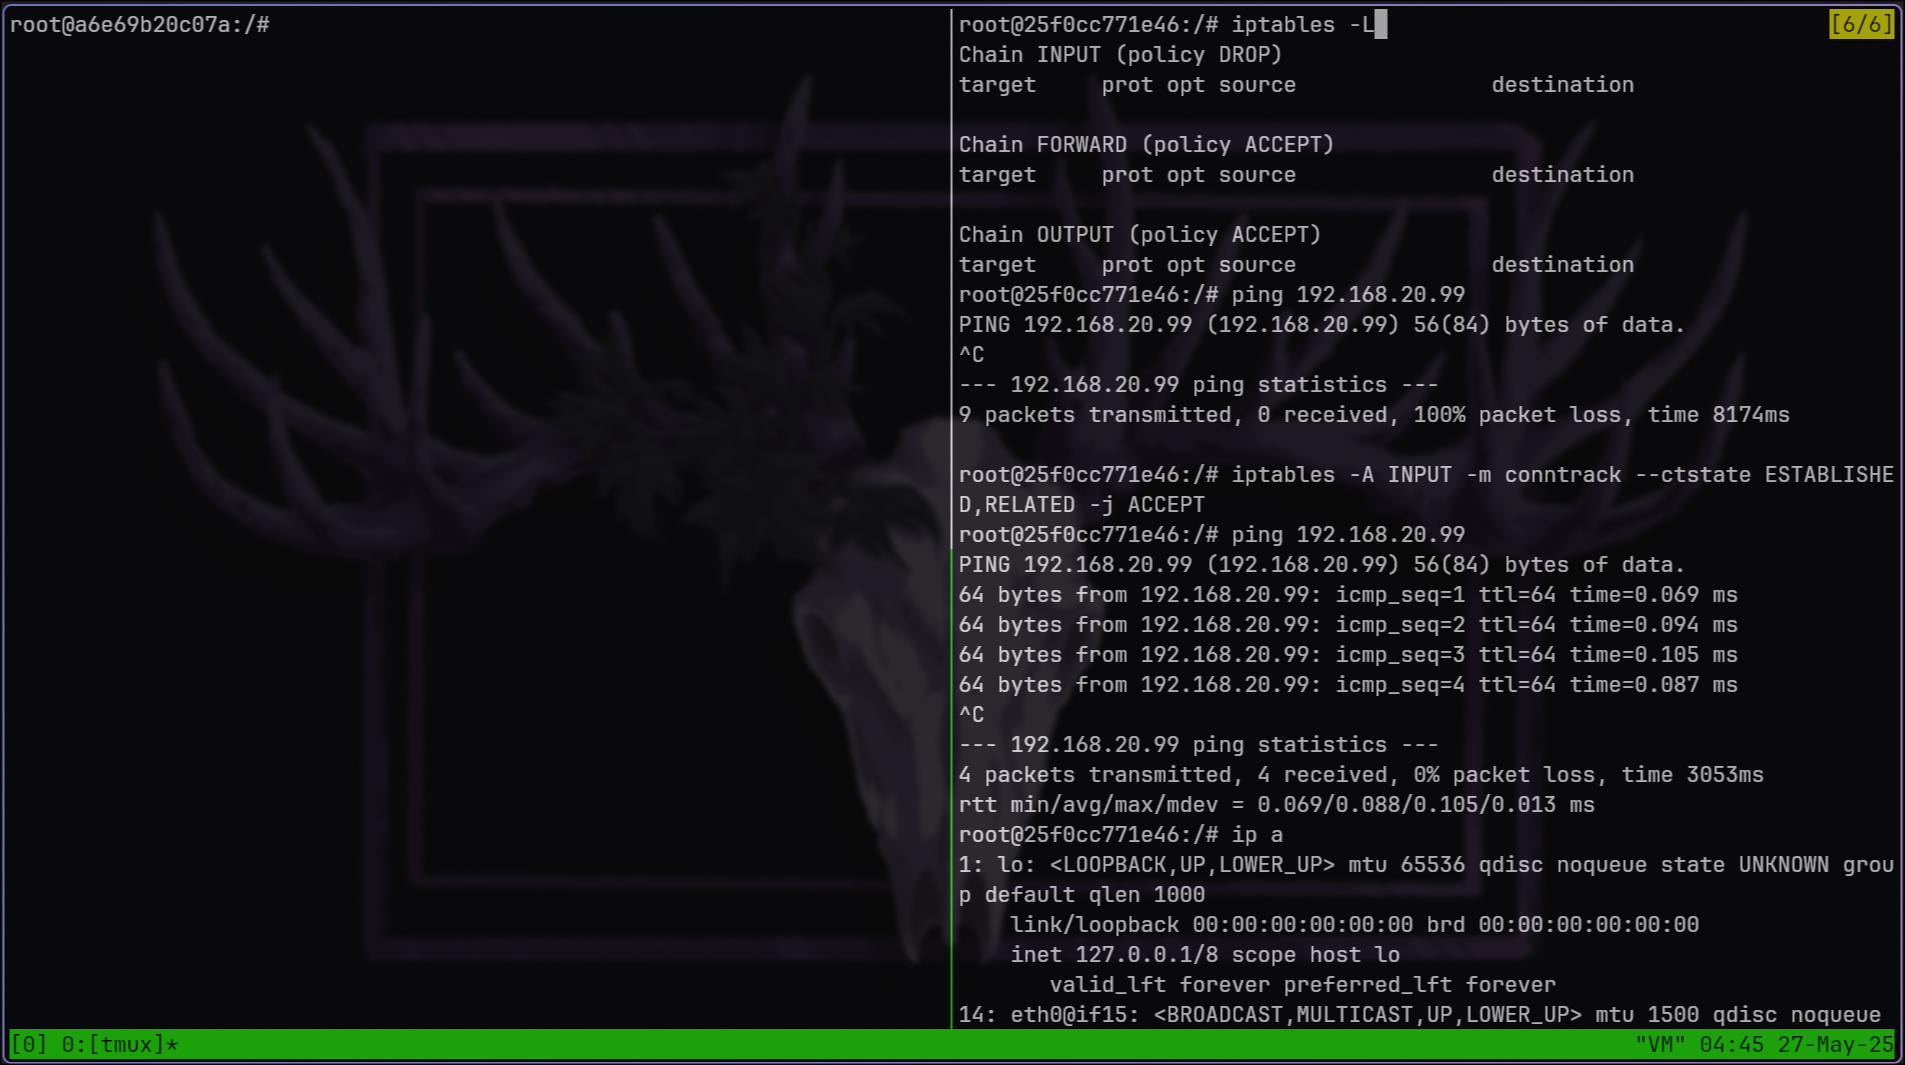 root@a6e69b20c07a:/#
root@25f0cc771e46:/# iptables -L
[6/6]
Chain INPUT (policy DROP)
target     prot opt source               destination
Chain FORWARD (policy ACCEPT)
target     prot opt source               destination
Chain OUTPUT (policy ACCEPT)
target     prot opt source               destination
root@25f0cc771e46:/# ping 192.168.20.99
PING 192.168.20.99 (192.168.20.99) 56(84) bytes of data.
^C
--- 192.168.20.99 ping statistics ---
9 packets transmitted, 0 received, 100% packet loss, time 8174ms
root@25f0cc771e46:/# iptables -A INPUT -m conntrack --ctstate ESTABLISHE
D,RELATED -j ACCEPT
root@25f0cc771e46:/# ping 192.168.20.99
PING 192.168.20.99 (192.168.20.99) 56(84) bytes of data.
64 bytes from 192.168.20.99: icmp_seq=1 ttl=64 time=0.069 ms
64 bytes from 192.168.20.99: icmp_seq=2 ttl=64 time=0.094 ms
64 bytes from 192.168.20.99: icmp_seq=3 ttl=64 time=0.105 ms
64 bytes from 192.168.20.99: icmp_seq=4 ttl=64 time=0.087 ms
^C
--- 192.168.20.99 ping statistics ---
4 packets transmitted, 4 received, 0% packet loss, time 3053ms
rtt min/avg/max/mdev = 0.069/0.088/0.105/0.013 ms
root@25f0cc771e46:/# ip a
1: lo: <LOOPBACK,UP,LOWER_UP> mtu 65536 qdisc noqueue state UNKNOWN grou
p default qlen 1000
    link/loopback 00:00:00:00:00:00 brd 00:00:00:00:00:00
    inet 127.0.0.1/8 scope host lo
       valid_lft forever preferred_lft forever
14: eth0@if15: <BROADCAST,MULTICAST,UP,LOWER_UP> mtu 1500 qdisc noqueue
[0] 0:[tmux]*
"VM" 04:45 27-May-25